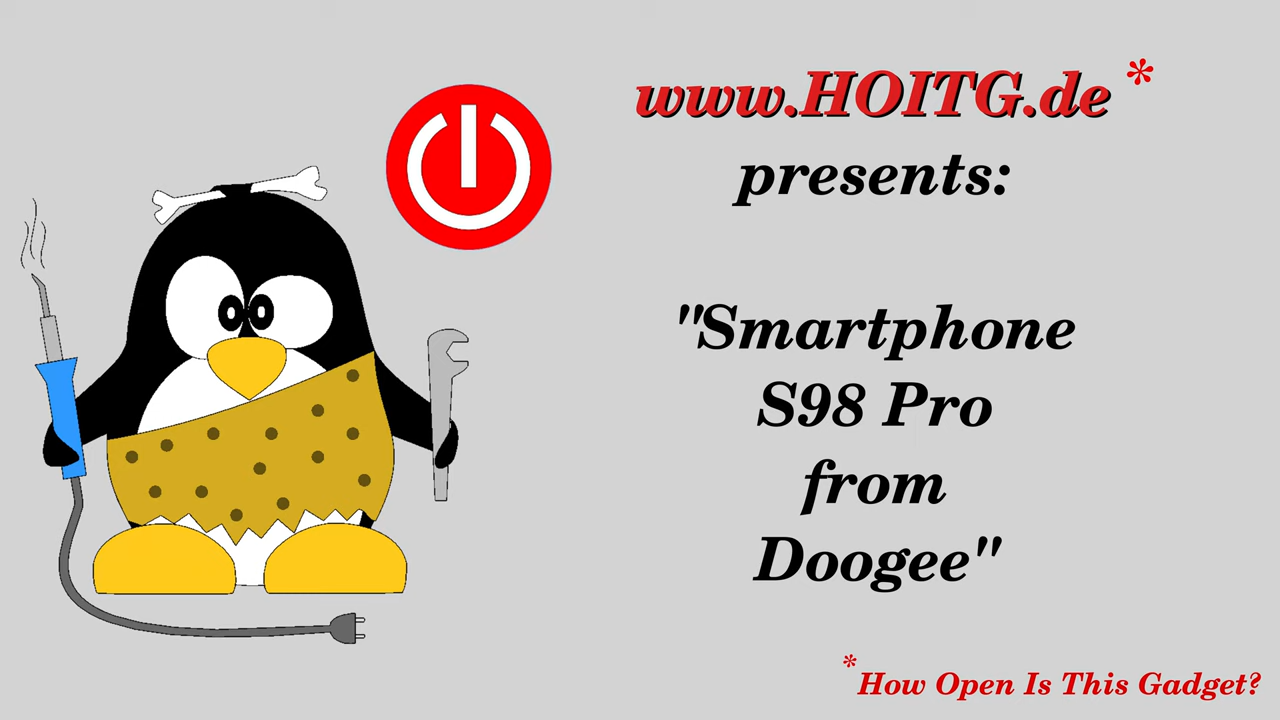 www.HOITG.de *
presents:
"Smartphone
S98 Pro
from
Doogee"
*How Open Is This Gadget?